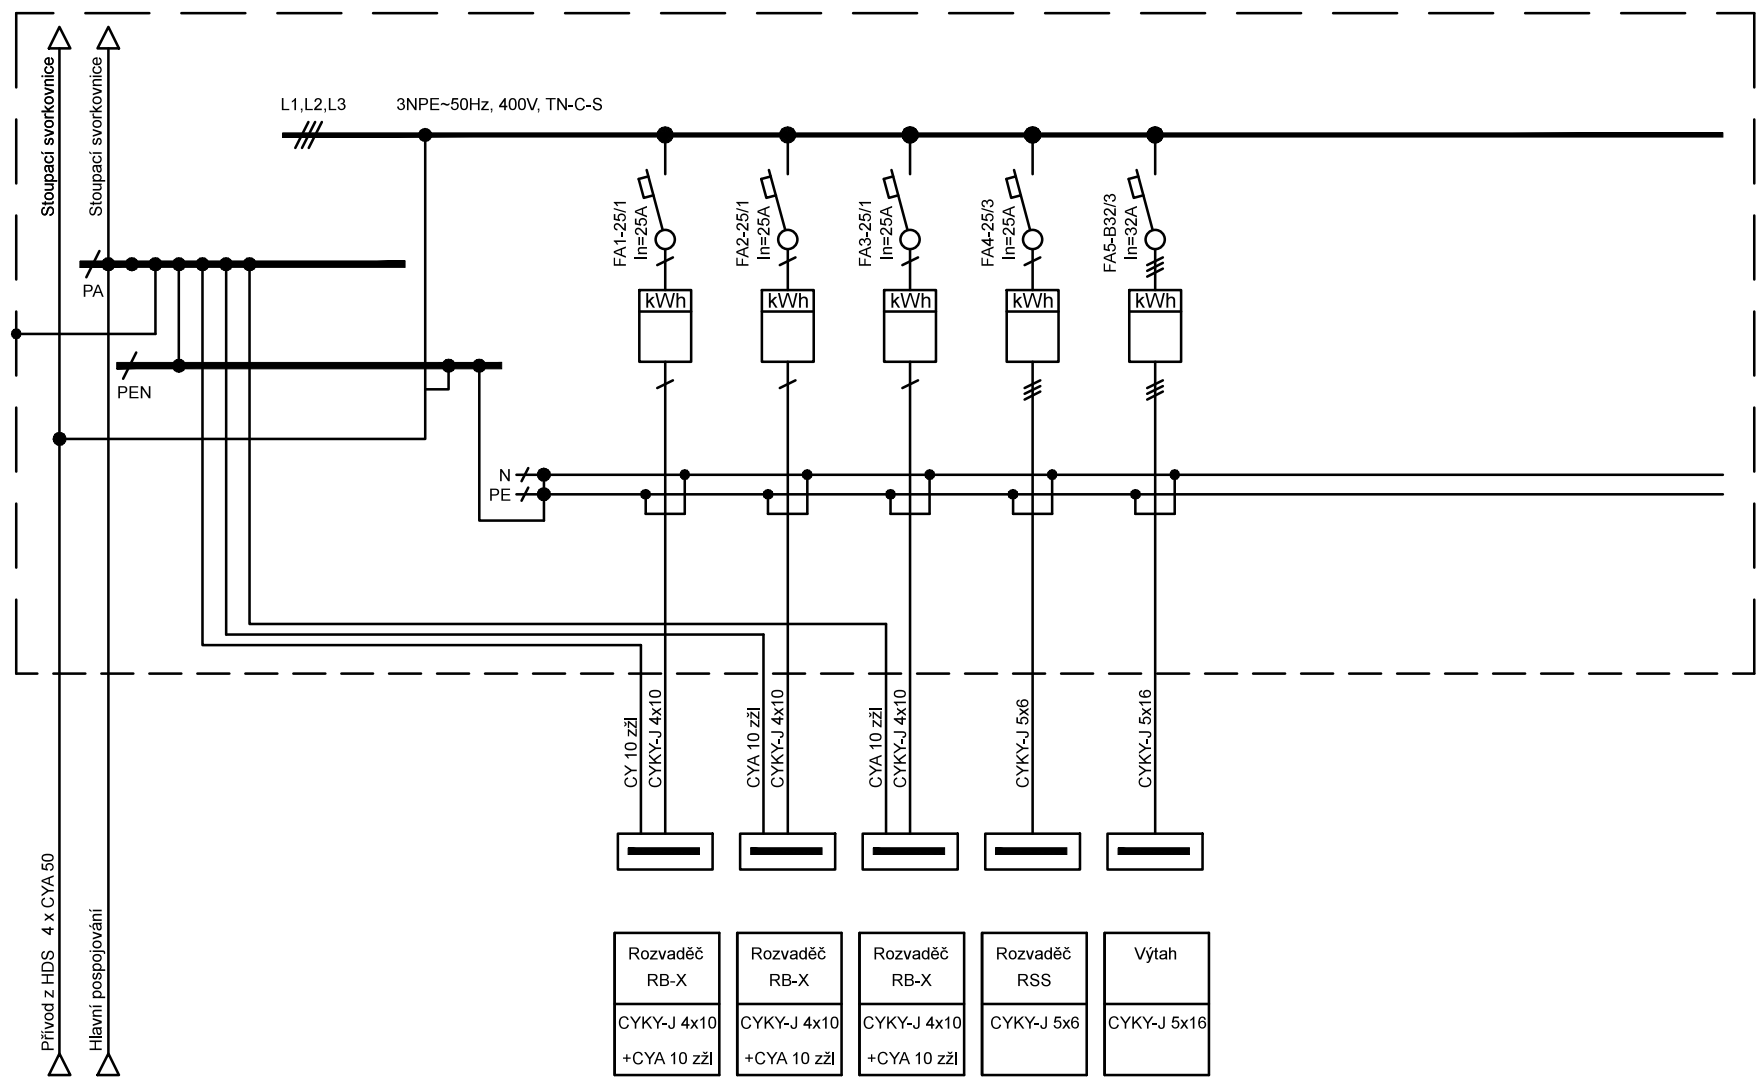 Stoupací svorkovnice
Stoupací svorkovnice
L1,L2,L3
3NPE~50Hz, 400V, TN-C-S
FA1-25/1
In=25A
FA2-25/1
In=25A
FA3-25/1
In=25A
FA4-25/3
In=25A
FA5-B32/3
In=32A
PA
kWh
kWh
kWh
kWh
kWh
PEN
N
PE
CY 10 zžl
CYKY-J 4x10
CYA 10 zžl
CYKY-J 4x10
CYA 10 zžl
CYKY-J 4x10
CYKY-J 5x6
CYKY-J 5x16
Přívod z HDS 4 x CYA 50
Hlavní pospojování
Rozvaděč
RB-X
CYKY-J 4x10
+CYA 10 zžl
Rozvaděč
RB-X
CYKY-J 4x10
+CYA 10 zžl
Rozvaděč
RB-X
CYKY-J 4x10
+CYA 10 zžl
Rozvaděč
RSS
CYKY-J 5x6
Výtah
CYKY-J 5x16